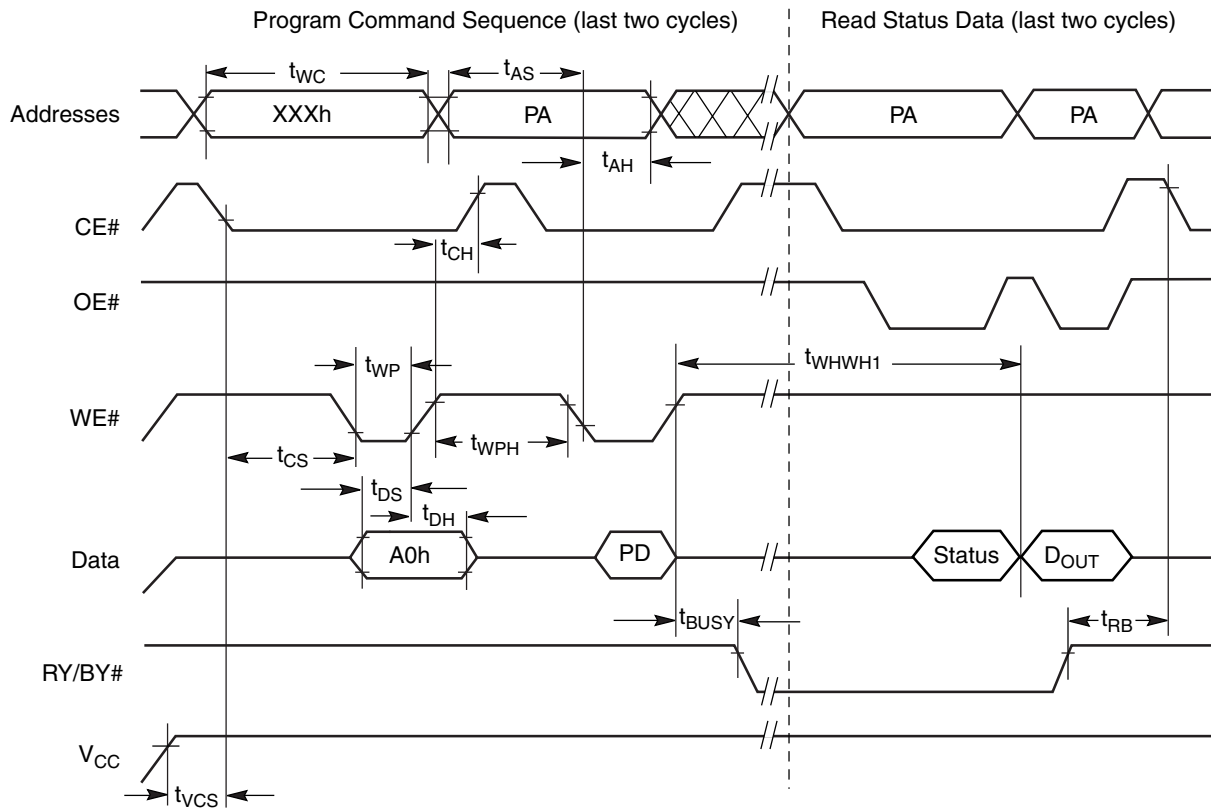 Program Command Sequence (last two cycles)
Read Status Data (last two cycles)
tWC
tAS
Addresses
XXXh
PA
PA
PA
tAH
CE#
tCH
OE#
tWP
tWHWH1
WE#
tWPH
tCS
tDS
tDH
Data
A0h
PD
Status
DOUT
tBUSY
tRB
RY/BY#
VCC
tVCS